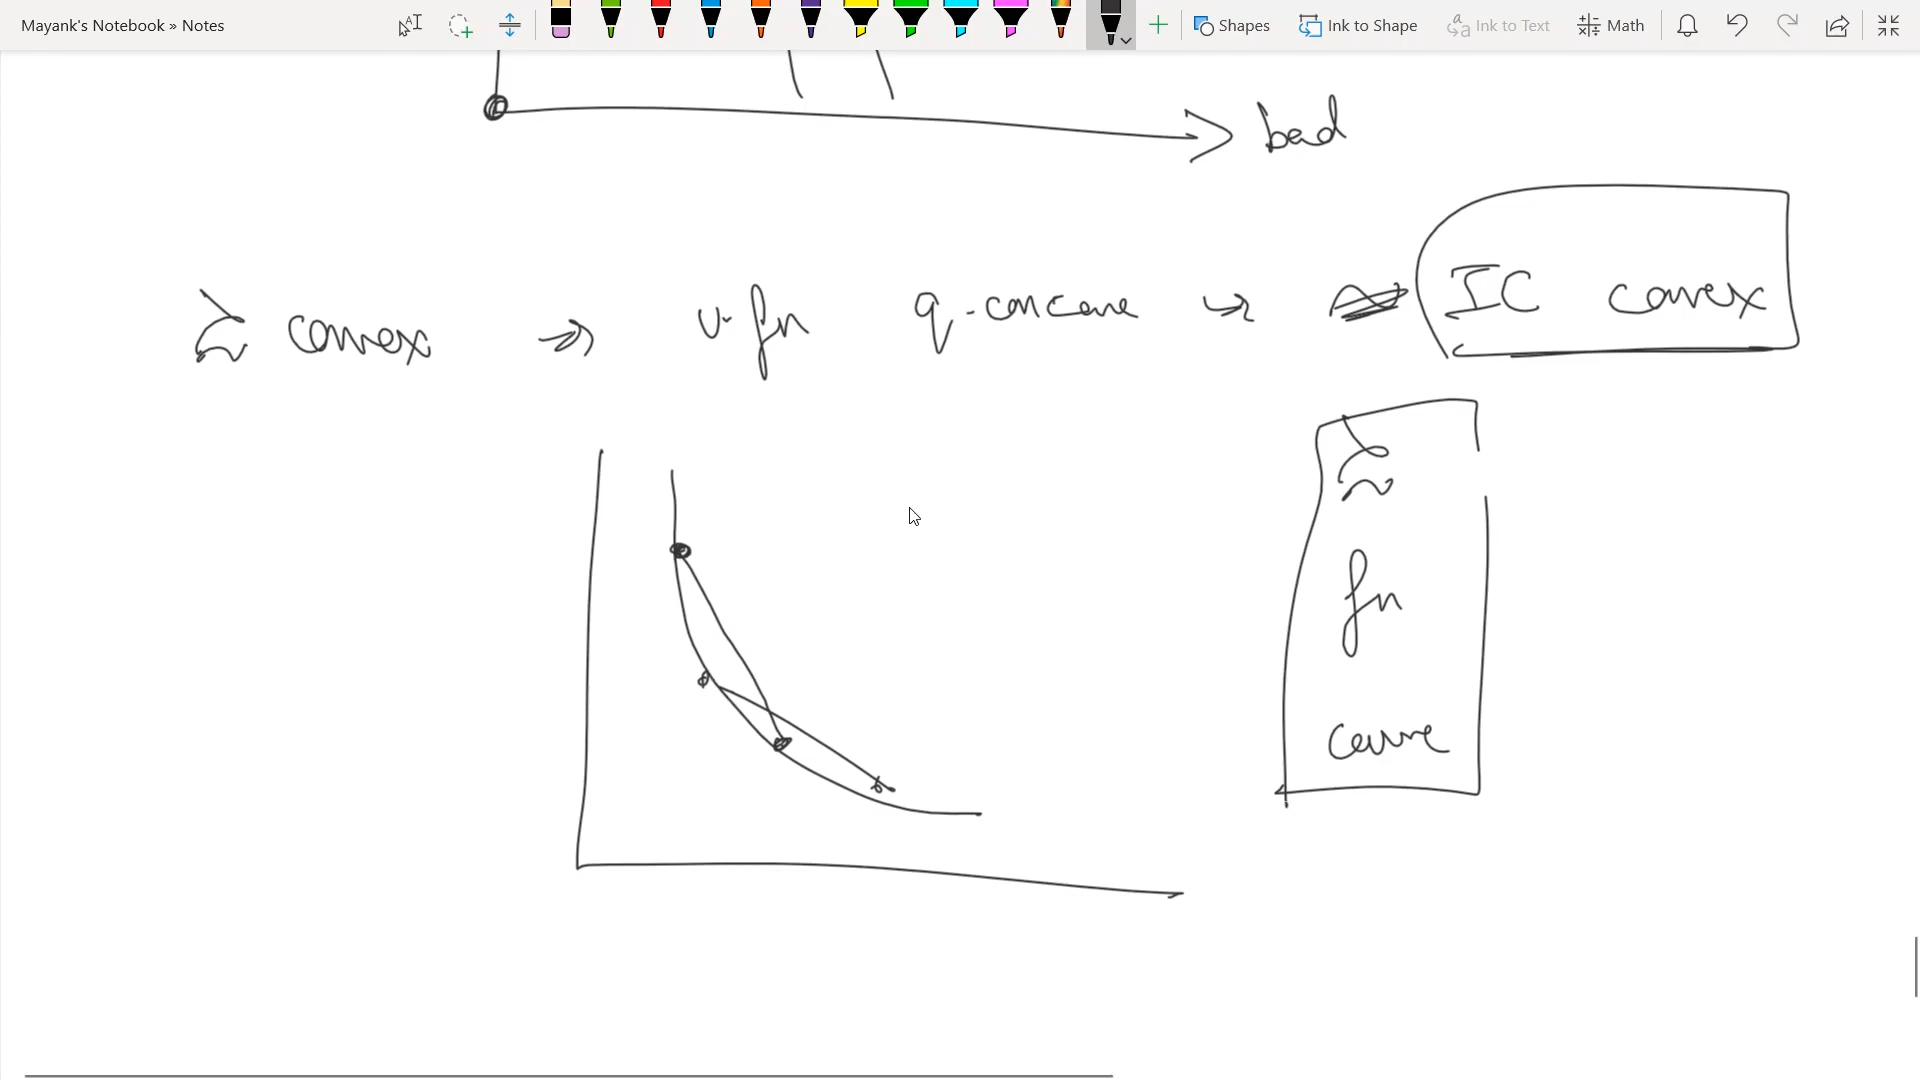 Mayank's Notebook » Notes
Shapes
Ink to Shape
Ink to Text
Math
bad
≿ convex ⇒ u-fn q-concave → IC convex
≿
fn
curve